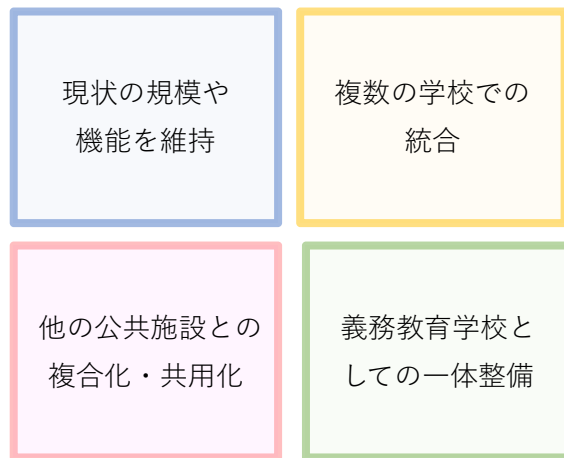 現状の規模や
機能を維持
複数の学校での
統合
他の公共施設との
複合化・共用化
義務教育学校と
しての一体整備